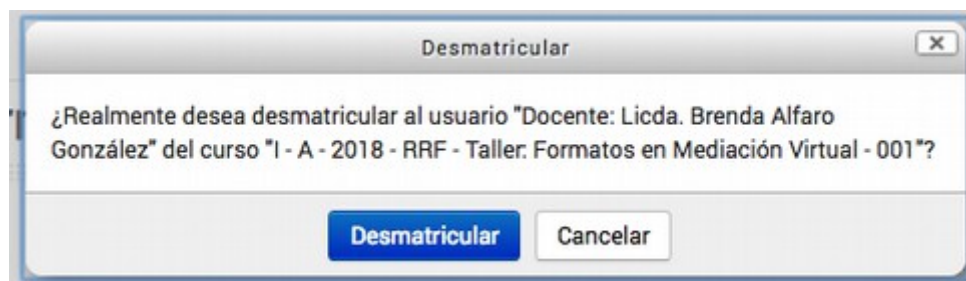 Desmatricular
¿Realmente desea desmatricular al usuario "Docente: Licda. Brenda Alfaro
González" del curso "I - A - 2018 - RRF - Taller: Formatos en Mediación Virtual - 001"?
Desmatricular
Cancelar